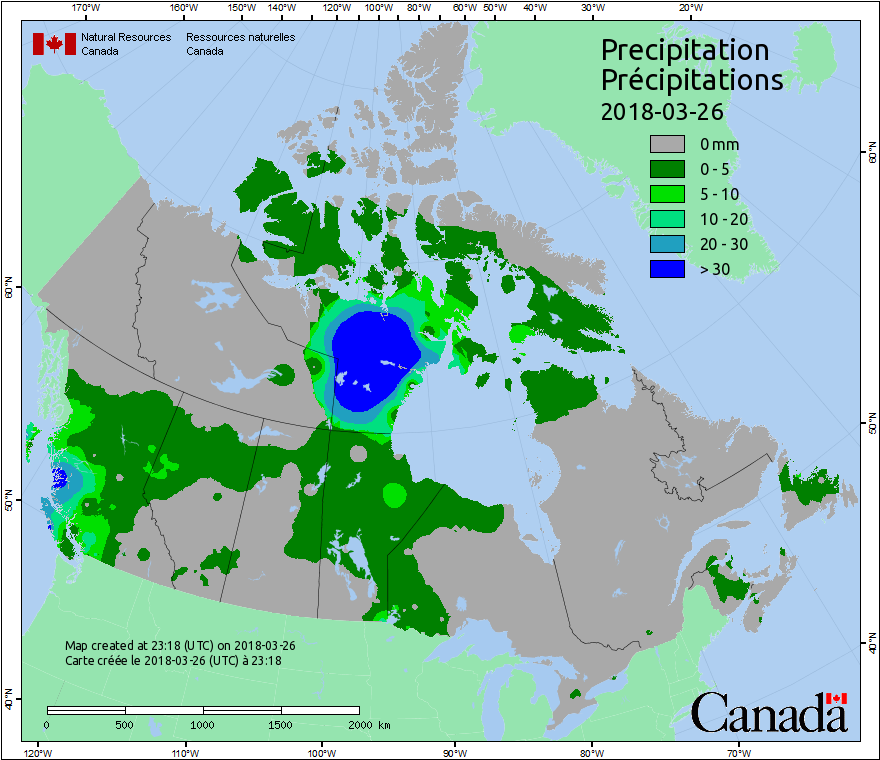 170°W 160°W 150°W 140°W 130°W 120°W 110°W 100°W 90°W 80°W 70°W 60°W 50°W 40°W 30°W 20°W
Natural Resources Ressources naturelles
Canada Canada
Precipitation
Précipitations
2018-03-26
0 mm
0 - 5
5 - 10
10 - 20
20 - 30
> 30
60°N
60°N
50°N
50°N
40°N
40°N
Map created at 23:18 (UTC) on 2018-03-26
Carte créée le 2018-03-26 (UTC) à 23:18
0 500 1000 1500 2000 km
Canada
120°W 110°W 100°W 90°W 80°W 70°W